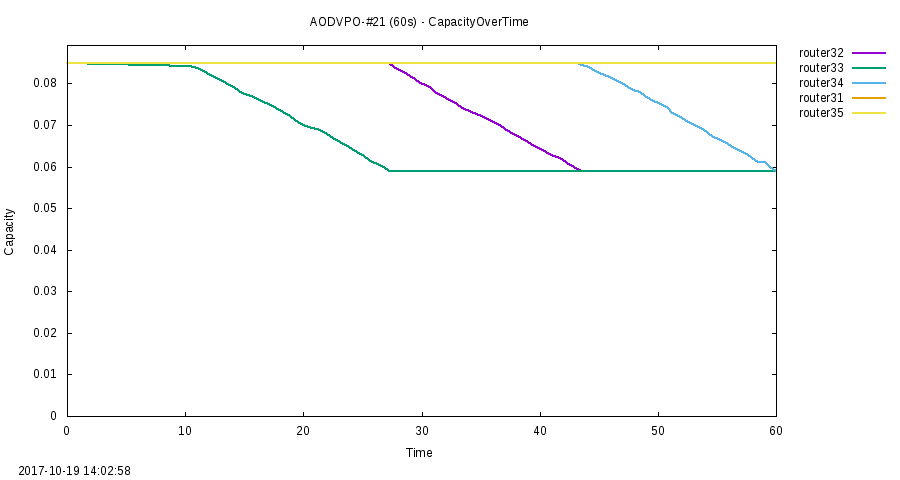 AODVPO-#21 (60s) - CapacityOverTime
router32
router33
router34
router31
router35
0.08
0.07
0.06
0.05
0.04
0.03
0.02
0.01
0
Capacity
0 10 20 30 40 50 60
Time
2017-10-19 14:02:58